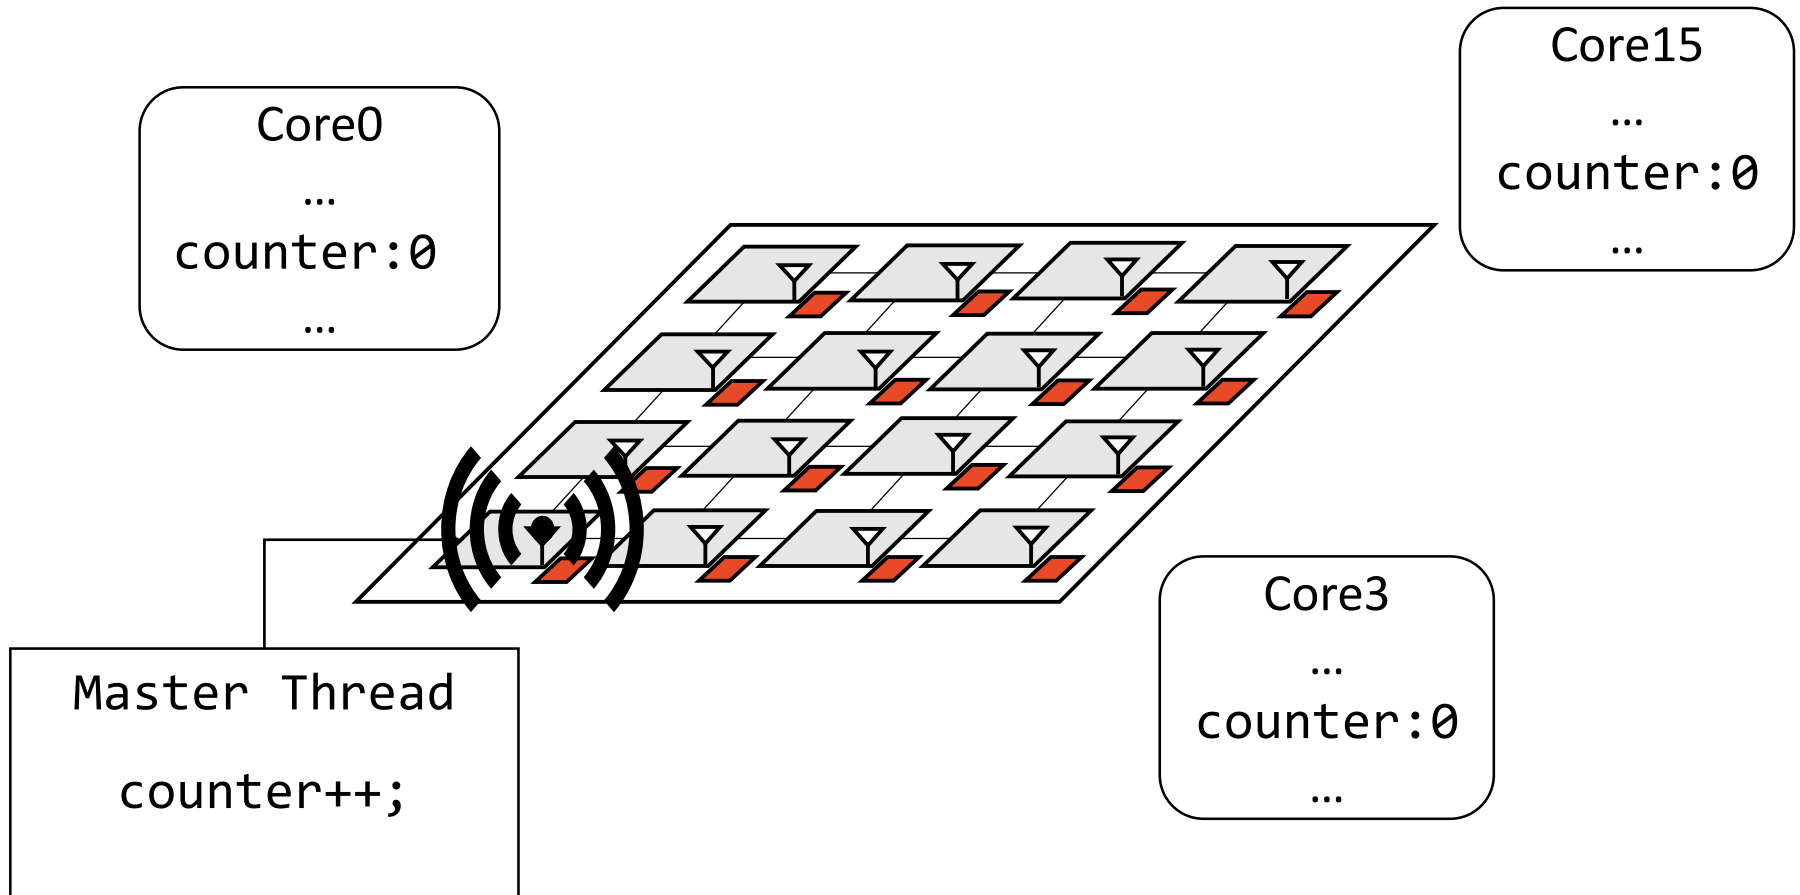 Core0
...
counter:0
...
Core15
...
counter:0
...
Core3
...
counter:0
...
Master Thread
counter++;